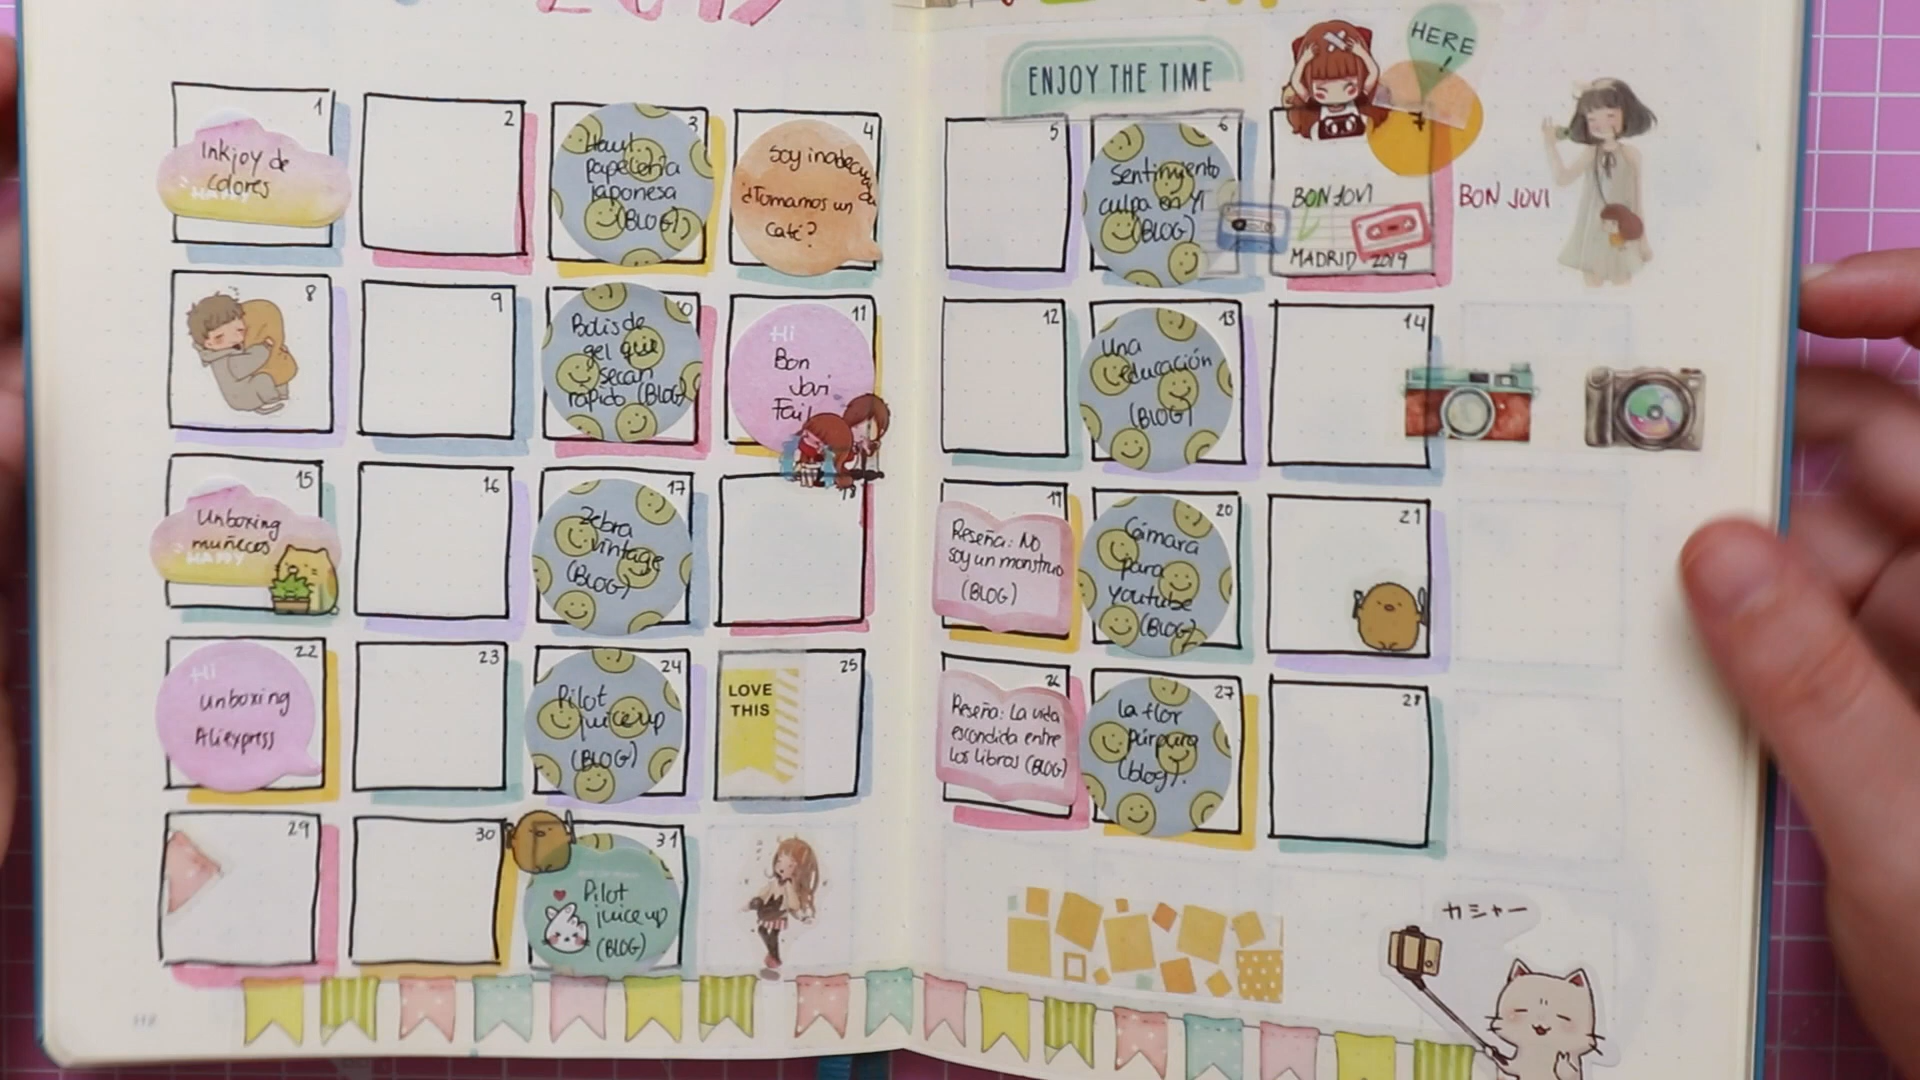 2019
ENJOY THE TIME
HERE
!
1
Inkjoy de
colores
HAPPY
2
3
Haul
papelería
japonesa
(BLOG)
4
Soy inadecuada
¿Tomamos un
café?
5
6
Sentimiento
culpa en YT
(BLOG)
7
BON JOVI
MADRID 2019
BON JOVI
8
9
10
Bolis de
gel que
secan
rápido (BLOG)
11
Hi
Bon
Jovi
Fail
12
13
una
educación
(BLOG)
14
15
Unboxing
muñecos
HAPPY
16
17
Zebra
vintage
(BLOG)
18
19
Reseña: No
soy un monstruo
(BLOG)
20
Cámara
para
youtube
(BLOG)
21
22
Hi
Unboxing
Aliexpress
23
24
Pilot
juice up
(BLOG)
25
LOVE
THIS
26
Reseña: La vida
escondida entre
los libros (BLOG)
27
la flor
púrpura
(blog).
28
29
30
31
Pilot
juice up
(BLOG)
カシャー